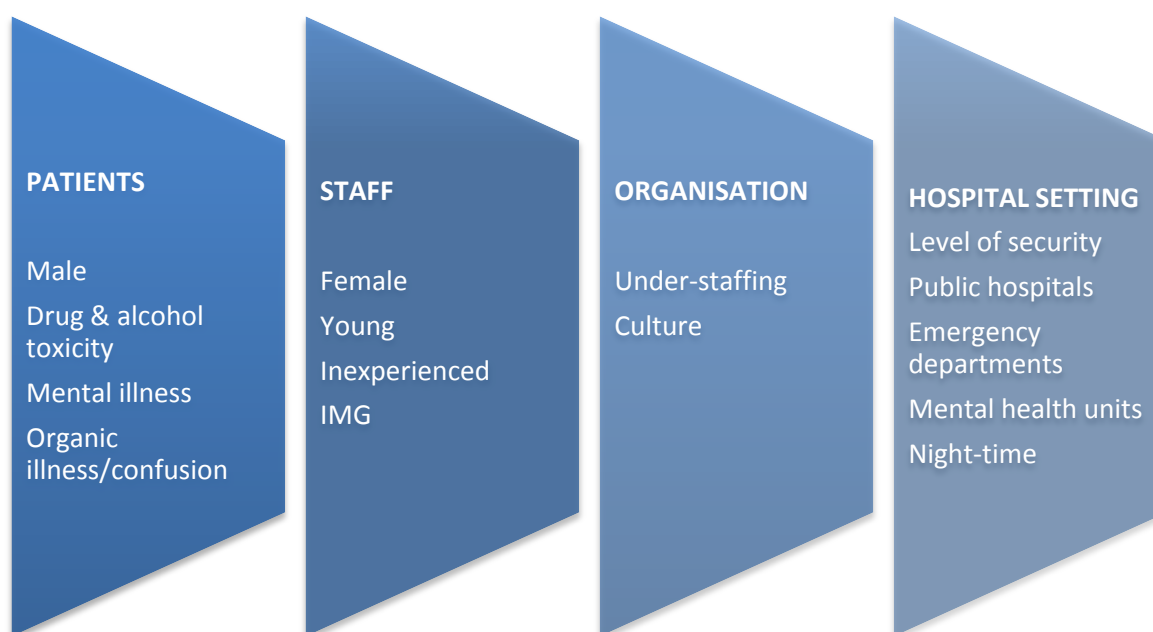 PATIENTS
Male
Drug & alcohol
toxicity
Mental illness
Organic
illness/confusion
STAFF
Female
Young
Inexperienced
IMG
ORGANISATION
Under-staffing
Culture
HOSPITAL SETTING
Level of security
Public hospitals
Emergency
departments
Mental health units
Night-time